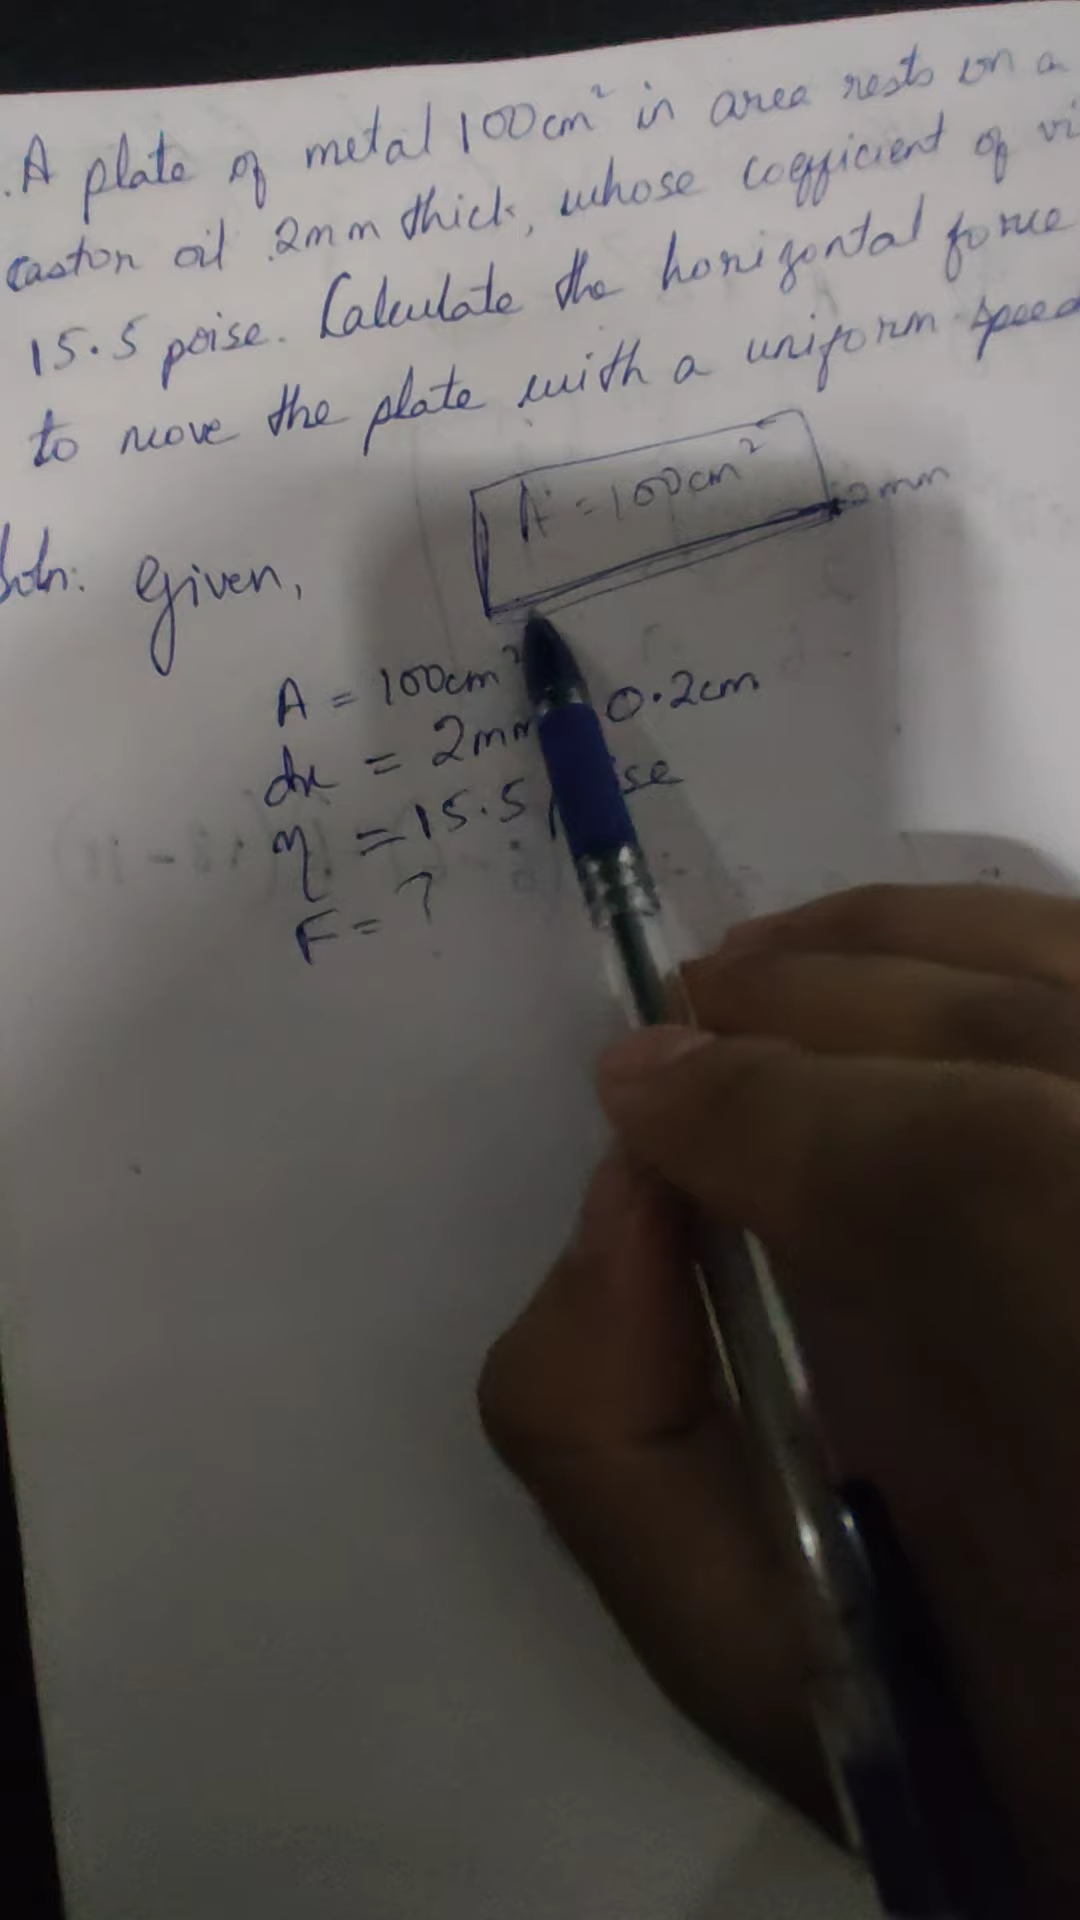 .A plate of metal 100cm² in area rests on a
castor oil 2mm thick, whose coefficient of vi
15.5 poise. Calculate the horizontal force
to move the plate with a uniform speed
A = 100cm²
2mm
Soln: Given,
A = 100cm²
dx = 2mm 0.2cm
η = 15.5 ise
F = ?